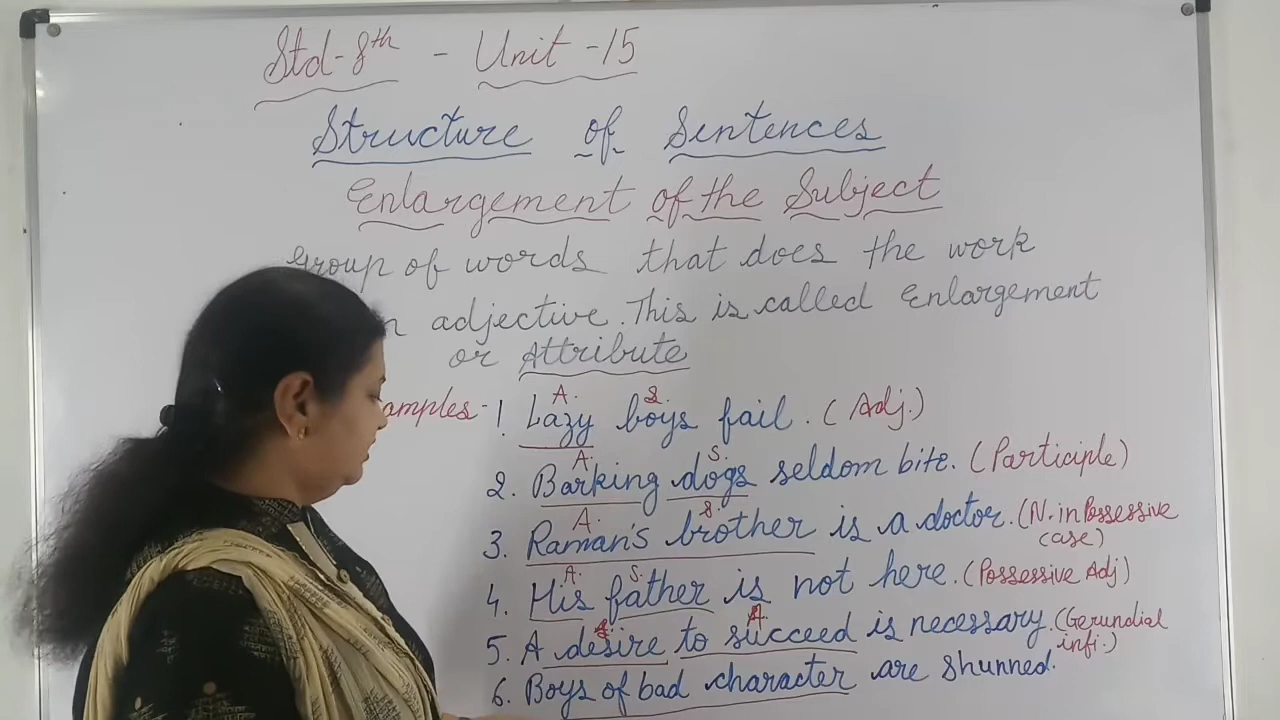 Std-8th - Unit -15
Structure of Sentences
Enlargement of the Subject
Group of words that does the work
adjective. This is called Enlargement
or Attribute
A. S.
1. Lazy boys fail. (Adj.)
A. S.
2. Barking dogs seldom bite. (Participle)
A. S.
3. Raman's brother is a doctor. (N. in Possessive case)
A. S.
4. His father is not here. (Possessive Adj)
S. A.
5. A desire to succeed is necessary. (Gerundial infi.)
6. Boys of bad character are shunned.